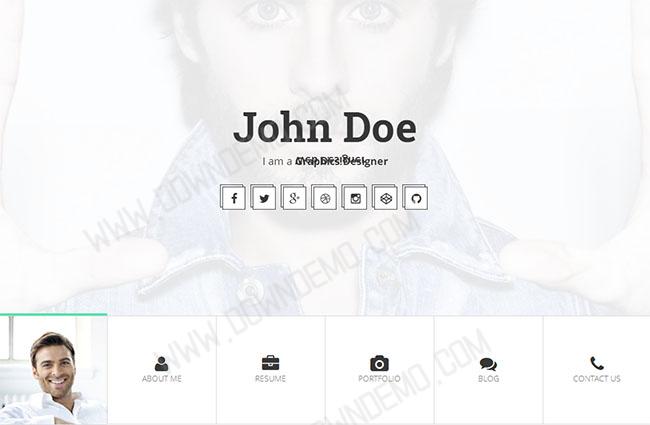 John Doe
I am a Graphics Designer
ABOUT ME
RESUME
PORTFOLIO
BLOG
CONTACT US
WWW.DOWNDEMO.COM
WWW.DOWNDEMO.COM